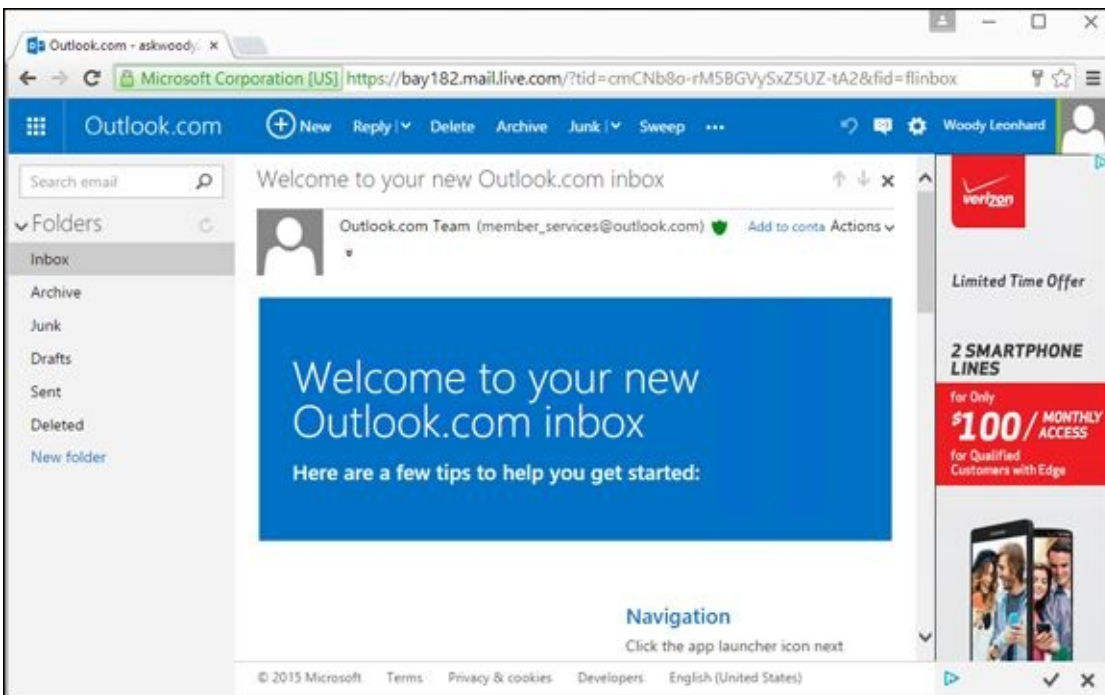 Outlook.com - askwoody.
Microsoft Corporation [US] https://bay182.mail.live.com/?tid=cmCNb8o-rM5BGVySxZ5UZ-tA2&fid=flinbox
Outlook.com
New Reply Delete Archive Junk Sweep ...
Woody Leonhard
Search email
Folders
Inbox
Archive
Junk
Drafts
Sent
Deleted
New folder
Welcome to your new Outlook.com inbox
Outlook.com Team (member_services@outlook.com) Add to conta Actions
Welcome to your new
Outlook.com inbox
Here are a few tips to help you get started:
Navigation
Click the app launcher icon next
verizon
Limited Time Offer
2 SMARTPHONE
LINES
for Only
$100/ MONTHLY
ACCESS
for Qualified
Customers with Edge
© 2015 Microsoft Terms Privacy & cookies Developers English (United States)